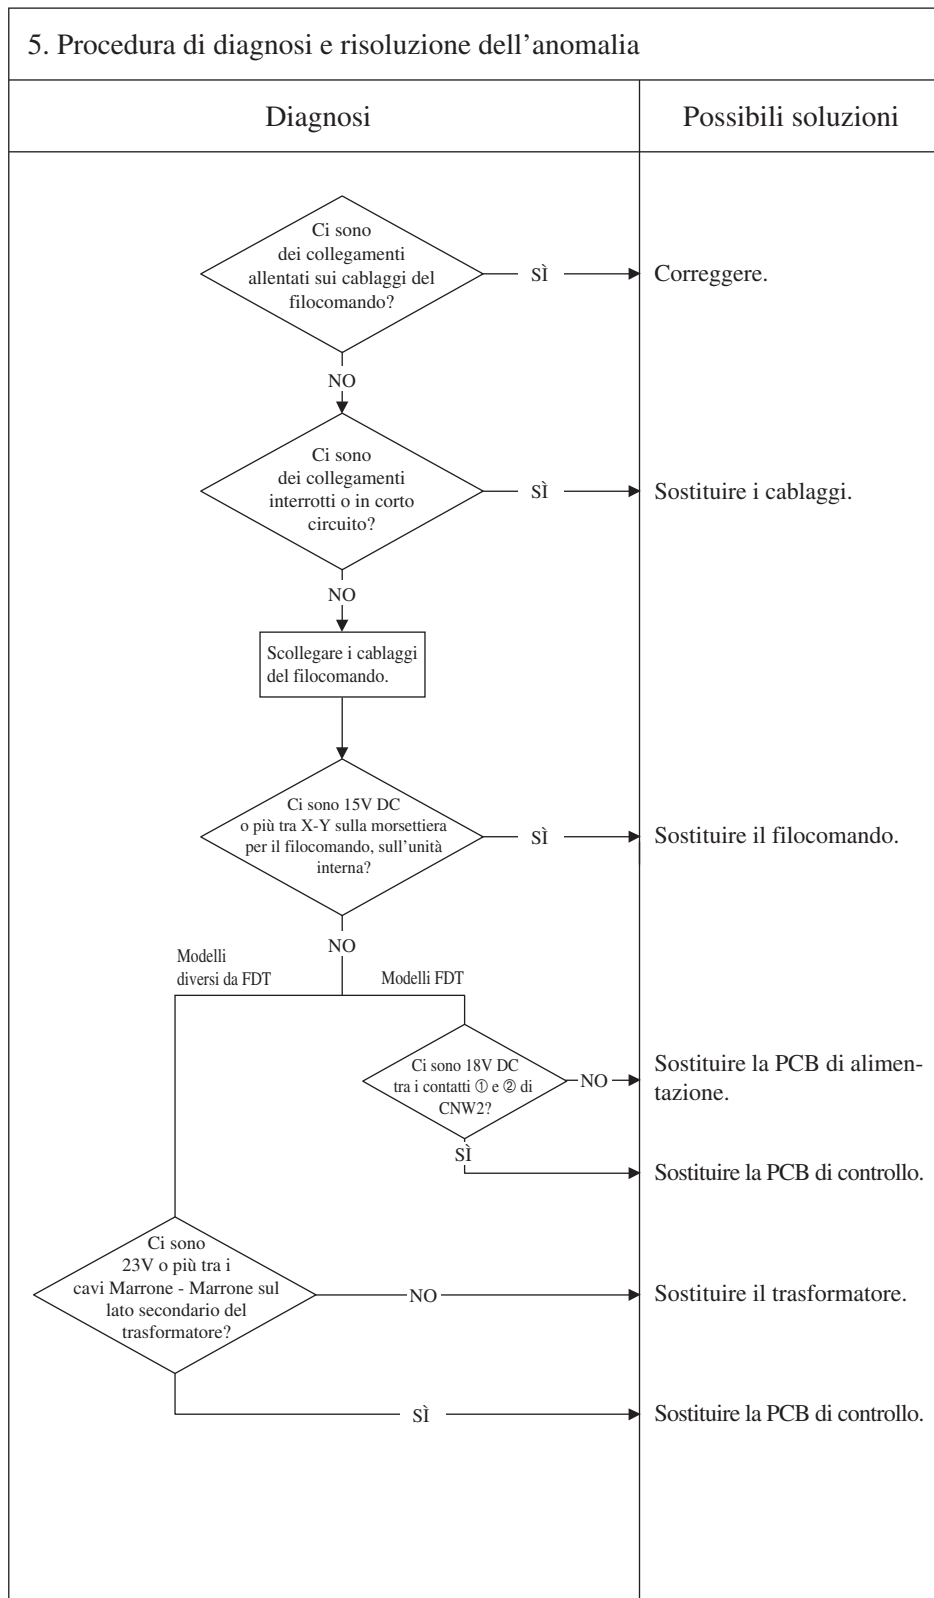 5. Procedura di diagnosi e risoluzione dell'anomalia
Diagnosi
Possibili soluzioni
Ci sono
dei collegamenti
allentati sui cablaggi del
filocomando?
SÌ
Correggere.
NO
Ci sono
dei collegamenti
interrotti o in corto
circuito?
SÌ
Sostituire i cablaggi.
NO
Scollegare i cablaggi
del filocomando.
Ci sono 15V DC
o più tra X-Y sulla morsettiera
per il filocomando, sull'unità
interna?
SÌ
Sostituire il filocomando.
NO
Modelli
diversi da FDT
Modelli FDT
Ci sono 18V DC
tra i contatti ① e ② di
CNW2?
NO
Sostituire la PCB di alimen-
tazione.
SÌ
Sostituire la PCB di controllo.
Ci sono
23V o più tra i
cavi Marrone - Marrone sul
lato secondario del
trasformatore?
NO
Sostituire il trasformatore.
SÌ
Sostituire la PCB di controllo.